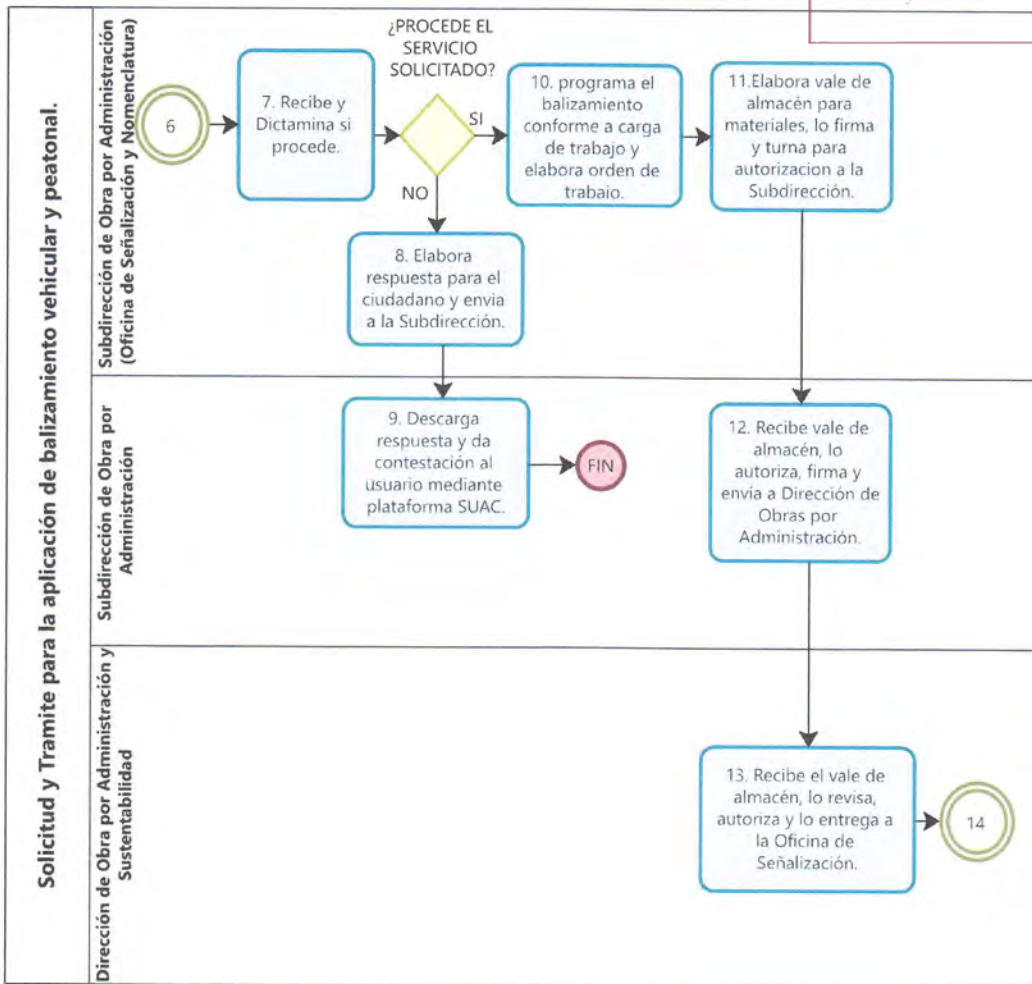 Solicitud y Tramite para la aplicación de balizamiento vehicular y peatonal.
Subdirección de Obra por Administración
(Oficina de Señalización y Nomenclatura)
6
7. Recibe y
Dictamina si
procede.
¿PROCEDE EL
SERVICIO
SOLICITADO?
SI
NO
10. programa el
balizamiento
conforme a carga
de trabajo y
elabora orden de
trabajo.
11.Elabora vale de
almacén para
materiales, lo firma
y turna para
autorizacion a la
Subdirección.
8. Elabora
respuesta para el
ciudadano y envia
a la Subdirección.
Subdirección de Obra por
Administración
9. Descarga
respuesta y da
contestación al
usuario mediante
plataforma SUAC.
FIN
12. Recibe vale de
almacén, lo
autoriza, firma y
envía a Dirección de
Obras por
Administración.
Dirección de Obra por Administración y
Sustentabilidad
13. Recibe el vale de
almacén, lo revisa,
autoriza y lo entrega a
la Oficina de
Señalización.
14